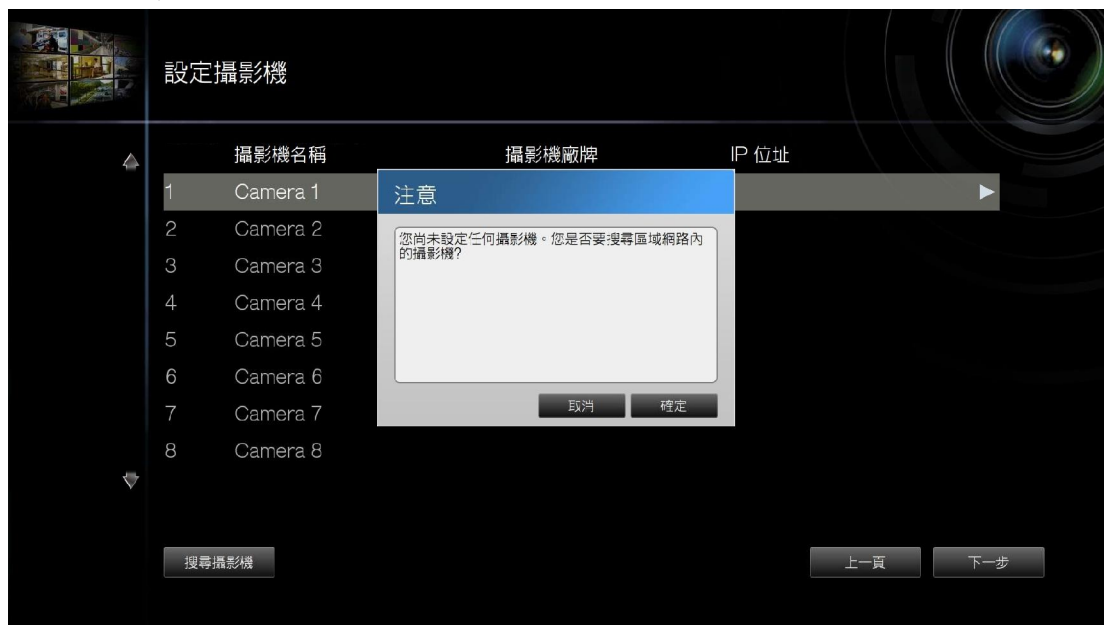 設定攝影機
攝影機名稱 攝影機廠牌 IP 位址
1 Camera 1
2 Camera 2
3 Camera 3
4 Camera 4
5 Camera 5
6 Camera 6
7 Camera 7
8 Camera 8
注意
您尚未設定任何攝影機。您是否要搜尋區域網路內
的攝影機?
取消 確定
搜尋攝影機 上一頁 下一步